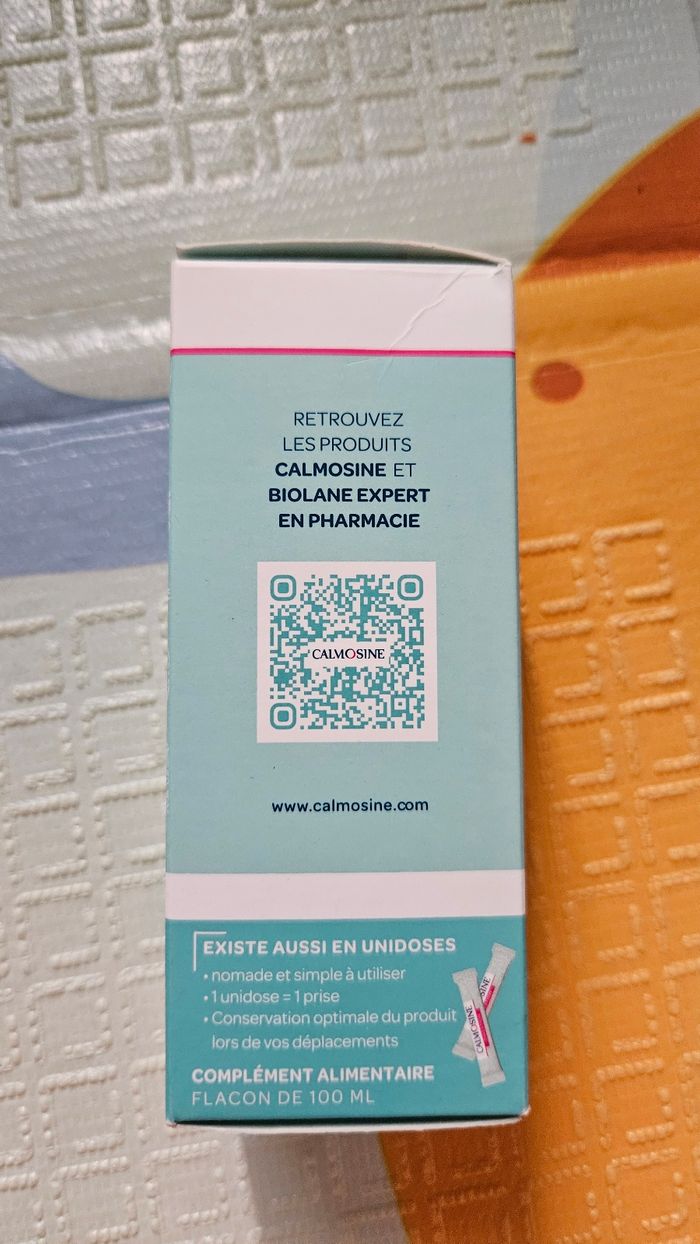 RETROUVEZ
LES PRODUITS
CALMOSINE ET
BIOLANE EXPERT
EN PHARMACIE
CALMOSINE
www.calmosine.com
EXISTE AUSSI EN UNIDOSES
• nomade et simple à utiliser
• 1 unidose = 1 prise
• Conservation optimale du produit
lors de vos déplacements
CALMOSINE
COMPLÉMENT ALIMENTAIRE
FLACON DE 100 ML